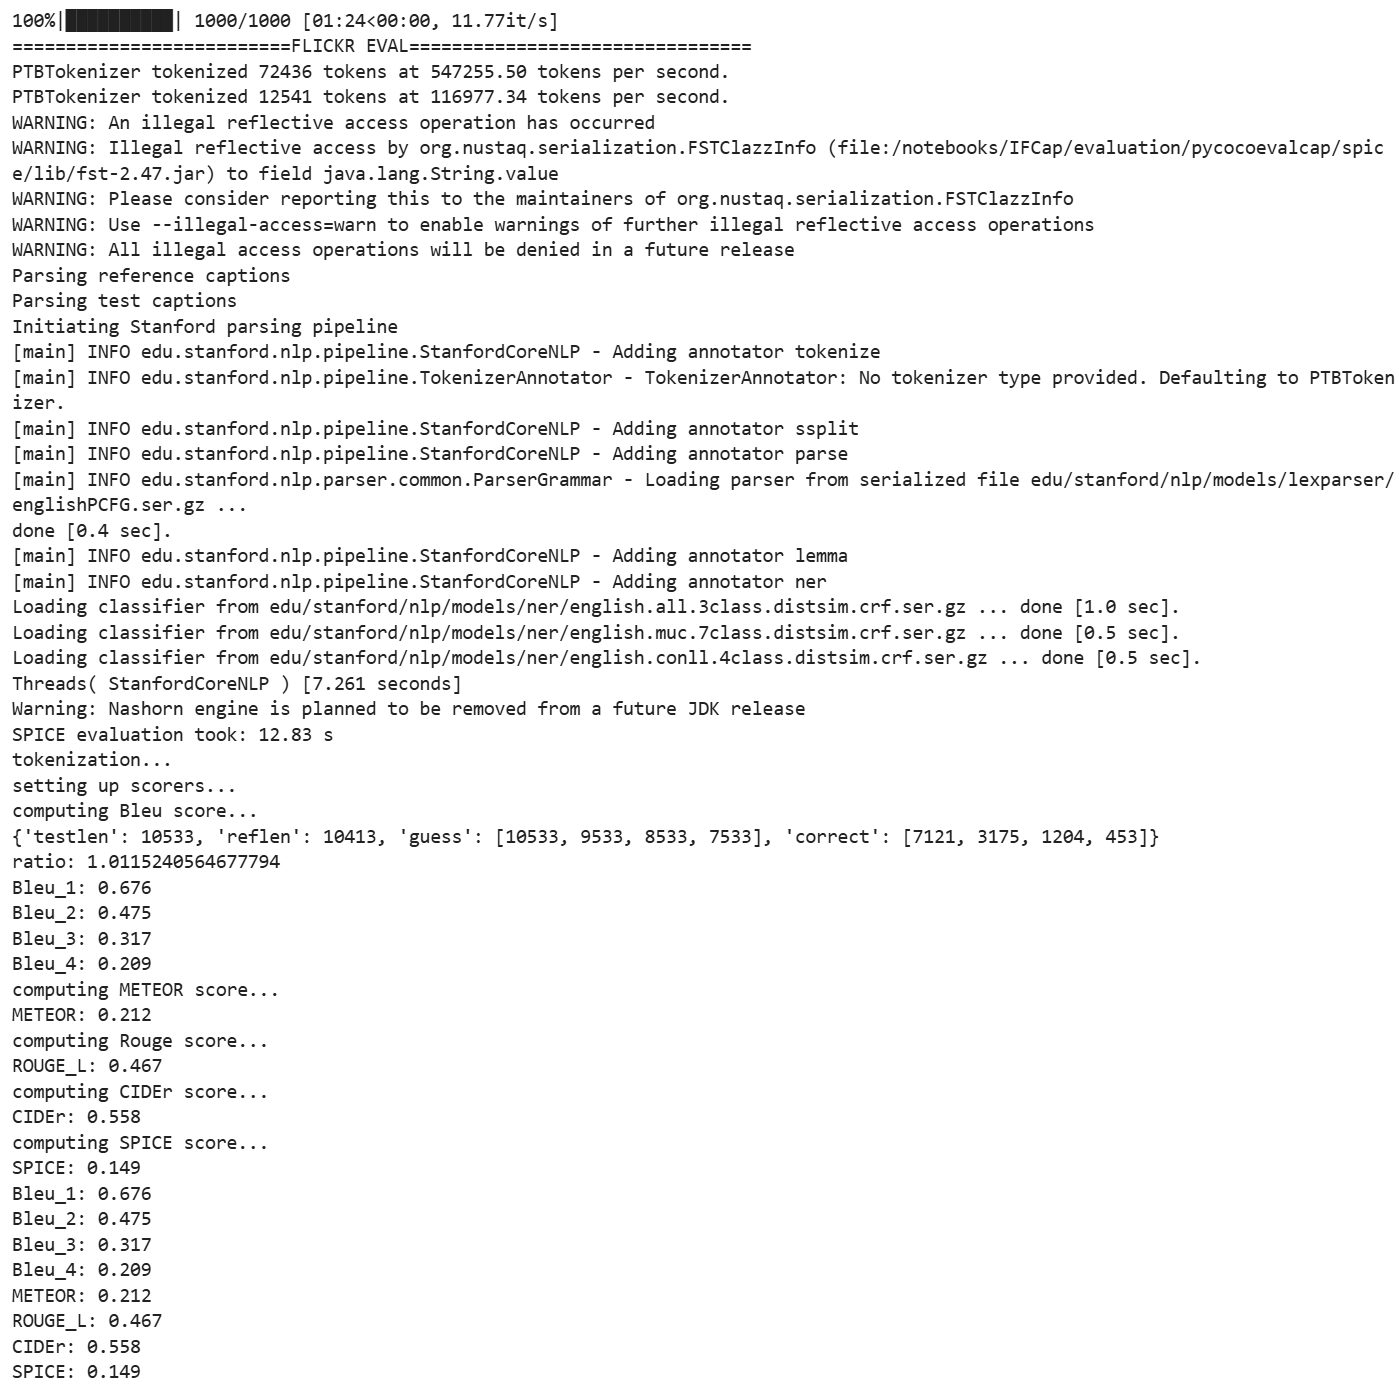 100%|██████████| 1000/1000 [01:24<00:00, 11.77it/s]
==========================FLICKR EVAL================================
PTBTokenizer tokenized 72436 tokens at 547255.50 tokens per second.
PTBTokenizer tokenized 12541 tokens at 116977.34 tokens per second.
WARNING: An illegal reflective access operation has occurred
WARNING: Illegal reflective access by org.nustaq.serialization.FSTClazzInfo (file:/notebooks/IFCap/evaluation/pycocoevalcap/spic
e/lib/fst-2.47.jar) to field java.lang.String.value
WARNING: Please consider reporting this to the maintainers of org.nustaq.serialization.FSTClazzInfo
WARNING: Use --illegal-access=warn to enable warnings of further illegal reflective access operations
WARNING: All illegal access operations will be denied in a future release
Parsing reference captions
Parsing test captions
Initiating Stanford parsing pipeline
[main] INFO edu.stanford.nlp.pipeline.StanfordCoreNLP - Adding annotator tokenize
[main] INFO edu.stanford.nlp.pipeline.TokenizerAnnotator - TokenizerAnnotator: No tokenizer type provided. Defaulting to PTBToken
izer.
[main] INFO edu.stanford.nlp.pipeline.StanfordCoreNLP - Adding annotator ssplit
[main] INFO edu.stanford.nlp.pipeline.StanfordCoreNLP - Adding annotator parse
[main] INFO edu.stanford.nlp.parser.common.ParserGrammar - Loading parser from serialized file edu/stanford/nlp/models/lexparser/
englishPCFG.ser.gz ...
done [0.4 sec].
[main] INFO edu.stanford.nlp.pipeline.StanfordCoreNLP - Adding annotator lemma
[main] INFO edu.stanford.nlp.pipeline.StanfordCoreNLP - Adding annotator ner
Loading classifier from edu/stanford/nlp/models/ner/english.all.3class.distsim.crf.ser.gz ... done [1.0 sec].
Loading classifier from edu/stanford/nlp/models/ner/english.muc.7class.distsim.crf.ser.gz ... done [0.5 sec].
Loading classifier from edu/stanford/nlp/models/ner/english.conll.4class.distsim.crf.ser.gz ... done [0.5 sec].
Threads( StanfordCoreNLP ) [7.261 seconds]
Warning: Nashorn engine is planned to be removed from a future JDK release
SPICE evaluation took: 12.83 s
tokenization...
setting up scorers...
computing Bleu score...
{'testlen': 10533, 'reflen': 10413, 'guess': [10533, 9533, 8533, 7533], 'correct': [7121, 3175, 1204, 453]}
ratio: 1.0115240564677794
Bleu_1: 0.676
Bleu_2: 0.475
Bleu_3: 0.317
Bleu_4: 0.209
computing METEOR score...
METEOR: 0.212
computing Rouge score...
ROUGE_L: 0.467
computing CIDEr score...
CIDEr: 0.558
computing SPICE score...
SPICE: 0.149
Bleu_1: 0.676
Bleu_2: 0.475
Bleu_3: 0.317
Bleu_4: 0.209
METEOR: 0.212
ROUGE_L: 0.467
CIDEr: 0.558
SPICE: 0.149